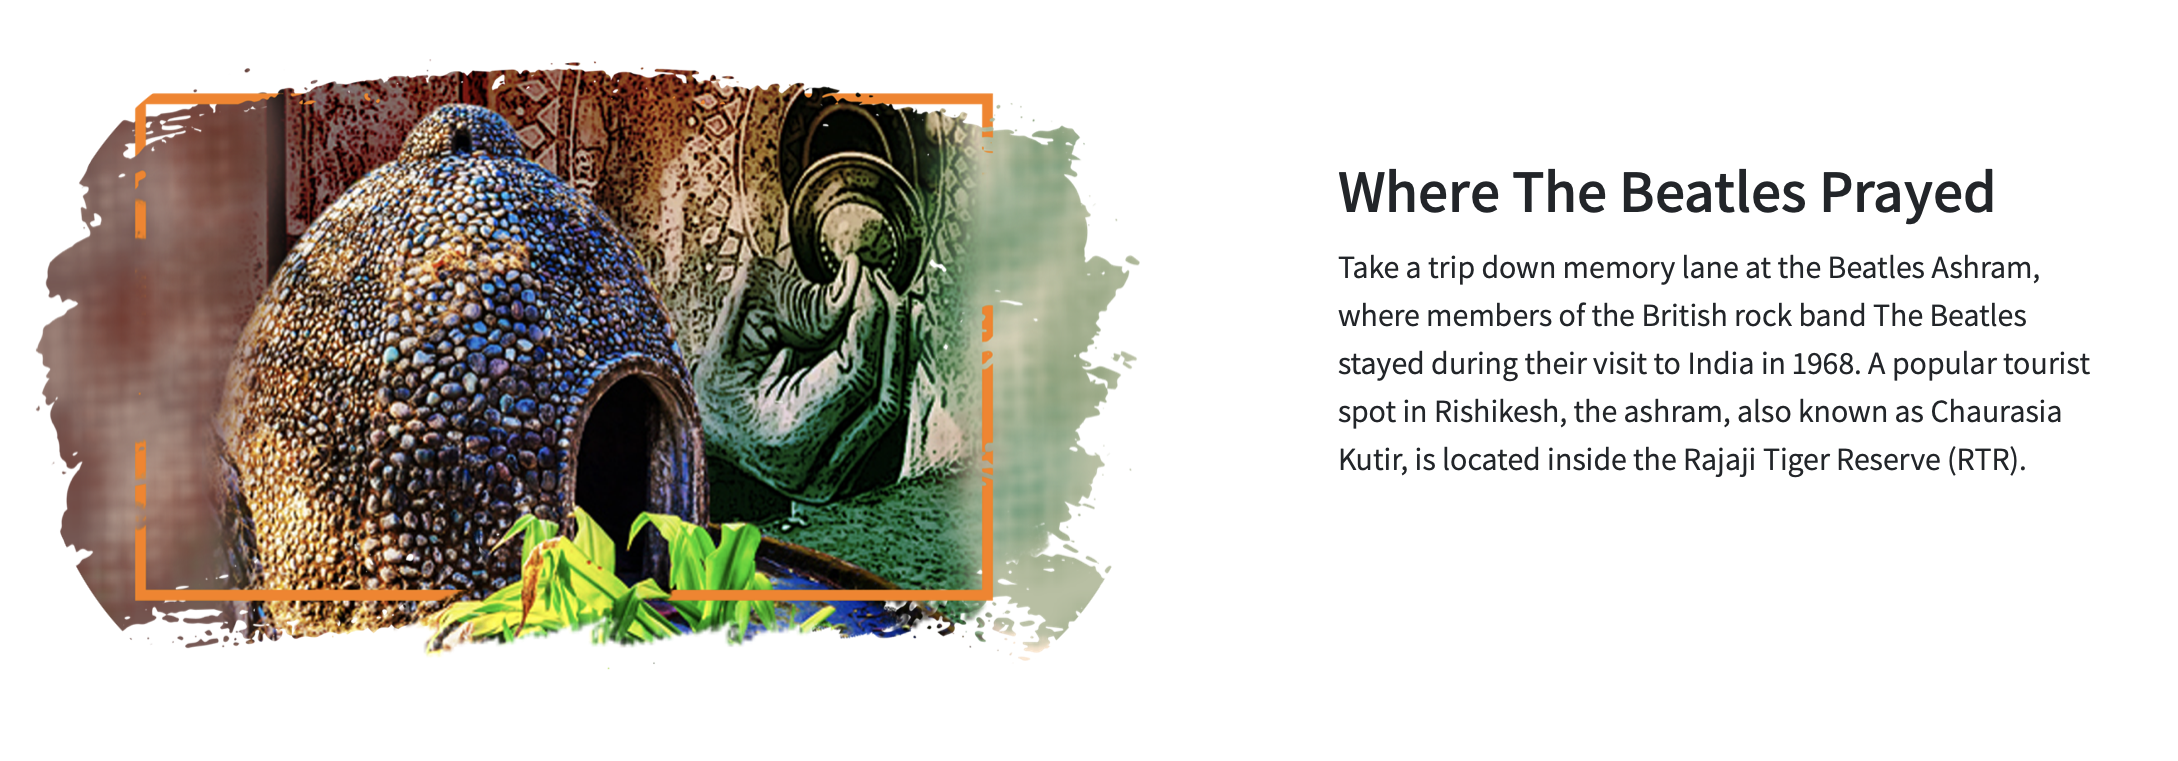 Where The Beatles Prayed
Take a trip down memory lane at the Beatles Ashram,
where members of the British rock band The Beatles
stayed during their visit to India in 1968. A popular tourist
spot in Rishikesh, the ashram, also known as Chaurasia
Kutir, is located inside the Rajaji Tiger Reserve (RTR).